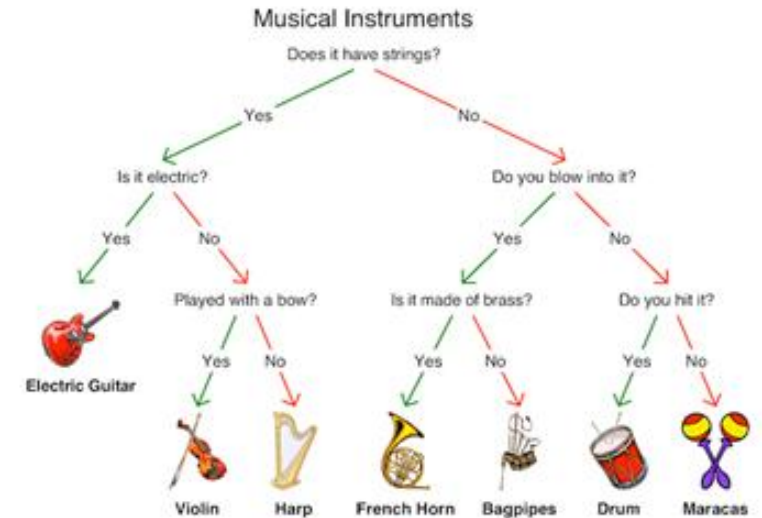 Musical Instruments
Does it have strings?
Yes
No
Is it electric?
Do you blow into it?
Yes
No
Yes
No
Played with a bow?
Is it made of brass?
Do you hit it?
Yes
No
Yes
No
Yes
No
Electric Guitar
Violin
Harp
French Horn
Bagpipes
Drum
Maracas